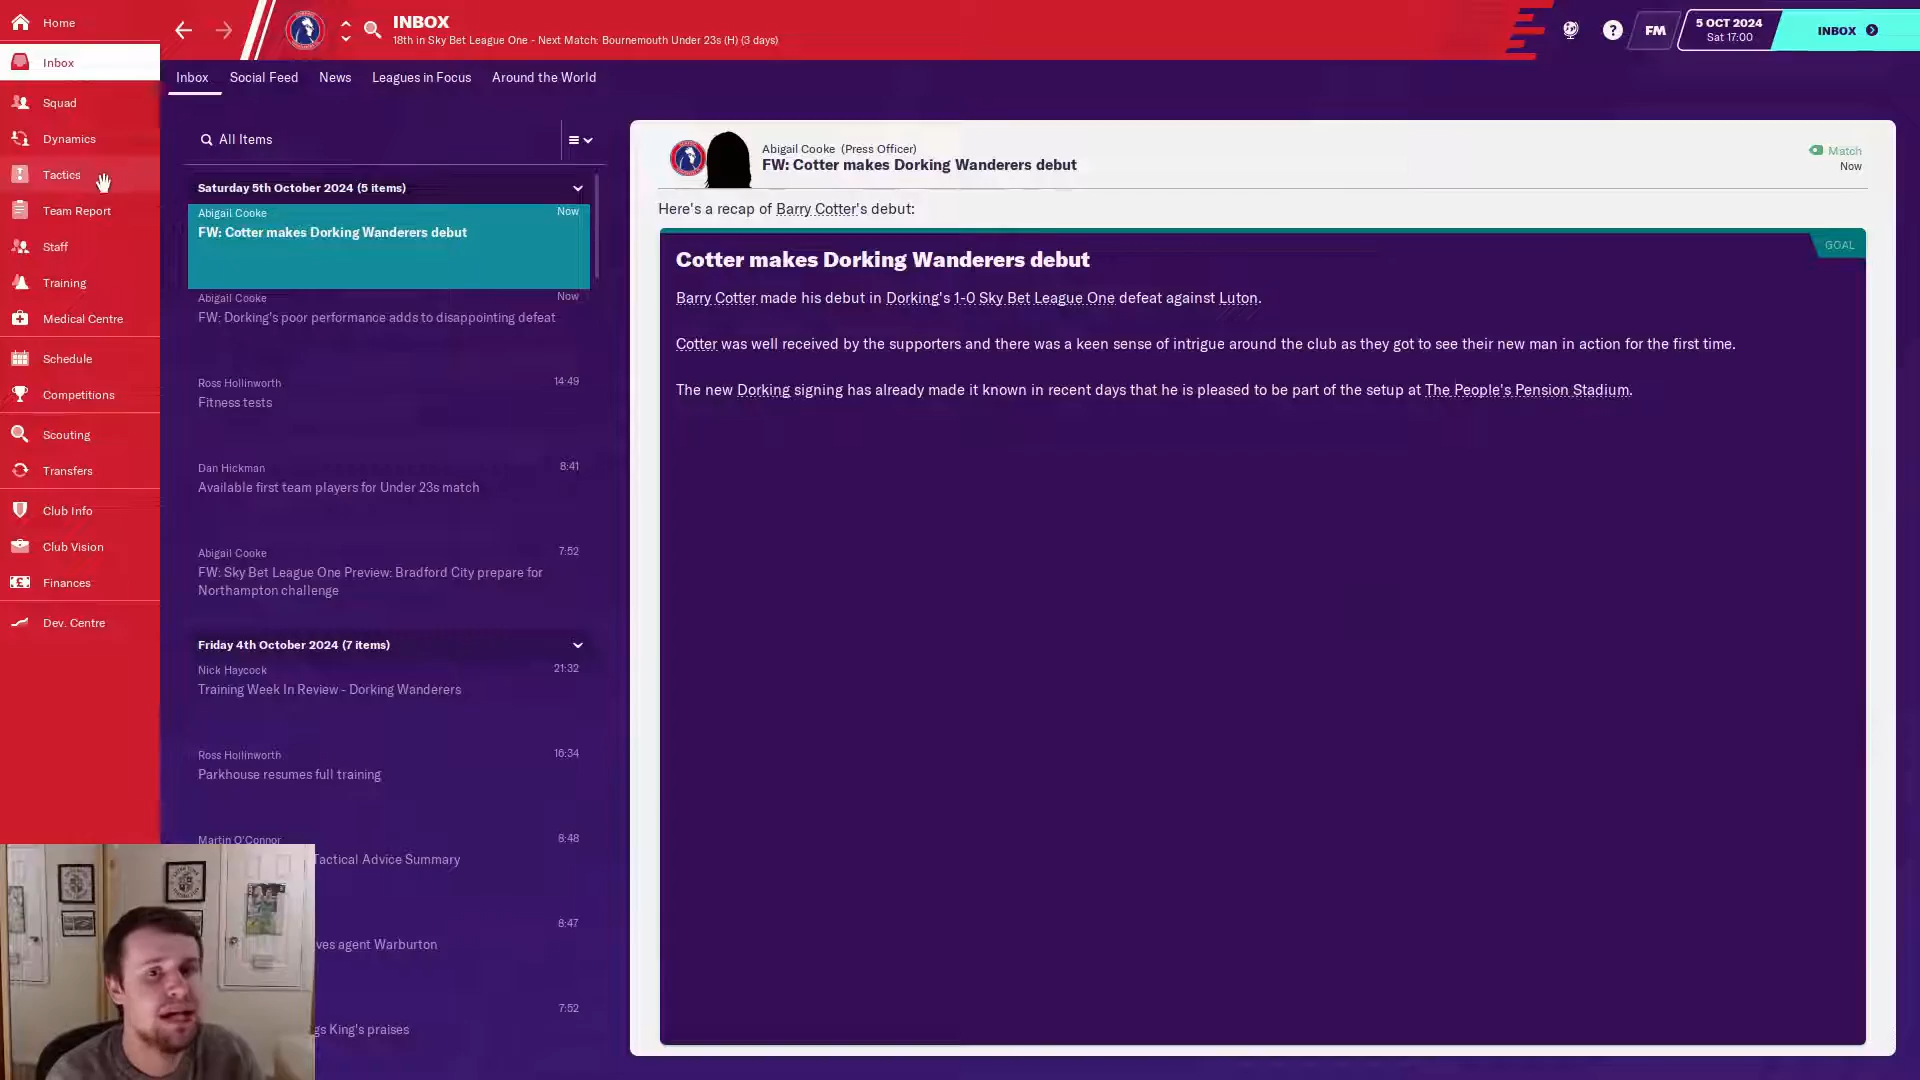 Home
Inbox
Squad
Dynamics
Tactics
Team Report
Staff
Training
Medical Centre
Schedule
Competitions
Scouting
Transfers
Club Info
Club Vision
Finances
Dev. Centre
INBOX
18th in Sky Bet League One - Next Match: Bournemouth Under 23s (H) (3 days)
FM
5 OCT 2024
Sat 17:00
INBOX
Inbox Social Feed News Leagues in Focus Around the World
All Items
Saturday 5th October 2024 (5 items)
Abigail Cooke Now
FW: Cotter makes Dorking Wanderers debut
Abigail Cooke Now
FW: Dorking's poor performance adds to disappointing defeat
Ross Hollinworth 14:49
Fitness tests
Dan Hickman 8:41
Available first team players for Under 23s match
Abigail Cooke 7:52
FW: Sky Bet League One Preview: Bradford City prepare for
Northampton challenge
Friday 4th October 2024 (7 items)
Nick Haycock 21:32
Training Week In Review - Dorking Wanderers
Ross Hollinworth 16:34
Parkhouse resumes full training
Martin O'Connor 8:48
Tactical Advice Summary
8:47
ves agent Warburton
7:52
gs King's praises
Abigail Cooke (Press Officer)
FW: Cotter makes Dorking Wanderers debut
Match
Now
Here's a recap of Barry Cotter's debut:
GOAL
Cotter makes Dorking Wanderers debut
Barry Cotter made his debut in Dorking's 1-0 Sky Bet League One defeat against Luton.
Cotter was well received by the supporters and there was a keen sense of intrigue around the club as they got to see their new man in action for the first time.
The new Dorking signing has already made it known in recent days that he is pleased to be part of the setup at The People's Pension Stadium.